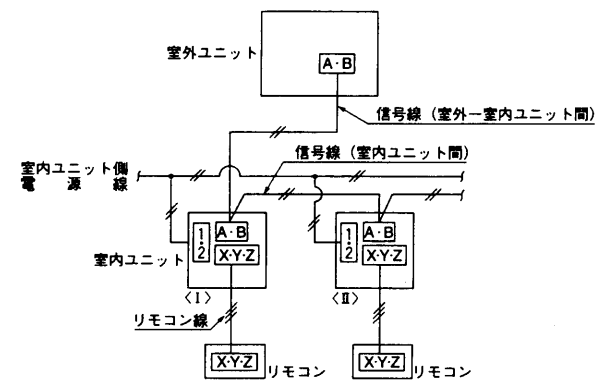 室外ユニット
A・B
信号線（室外ー室内ユニット間）
信号線（室内ユニット間）
室内ユニット側
電源線
1・2
A・B
X・Y・Z
1・2
A・B
X・Y・Z
室内ユニット
〈Ⅰ〉
〈Ⅱ〉
リモコン線
X・Y・Z
リモコン
X・Y・Z
リモコン